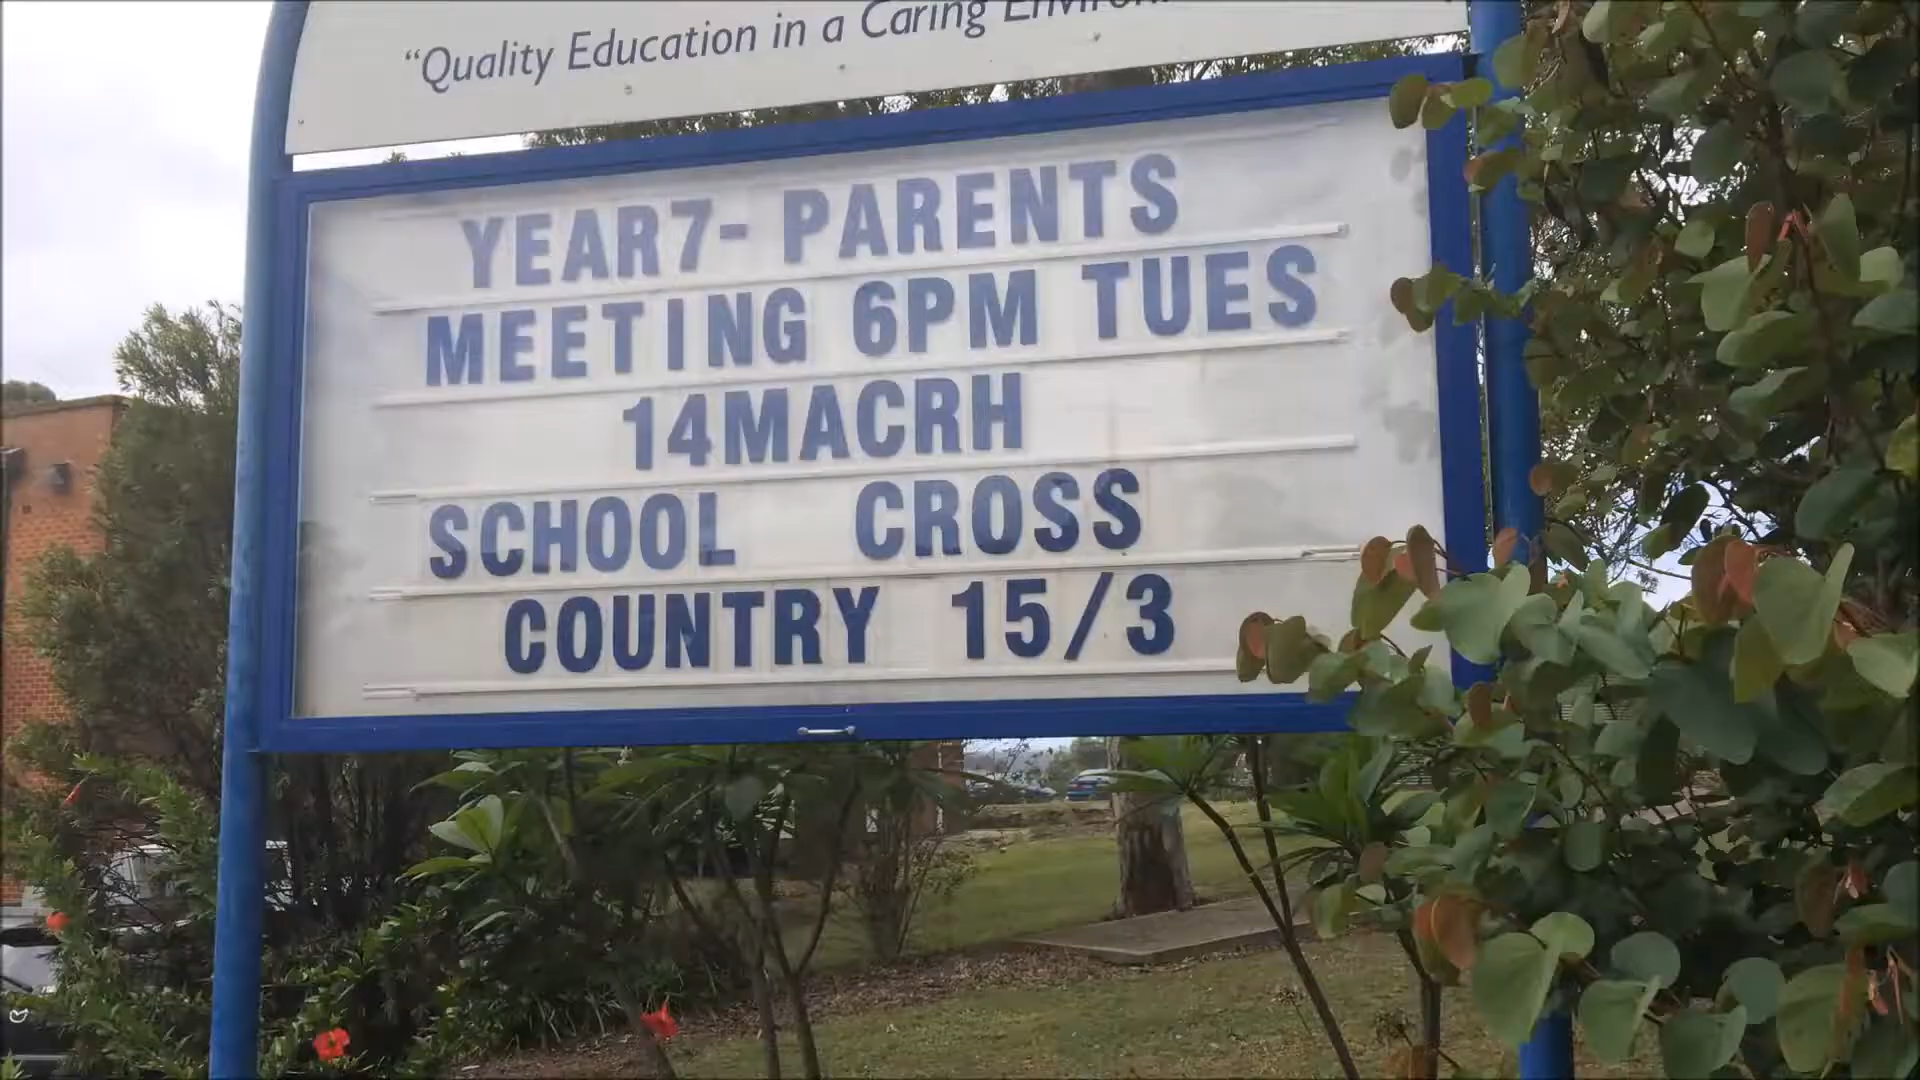 “Quality Education in a Caring
YEAR7- PARENTS
MEETING 6PM TUES
14MACRH
SCHOOL CROSS
COUNTRY 15/3